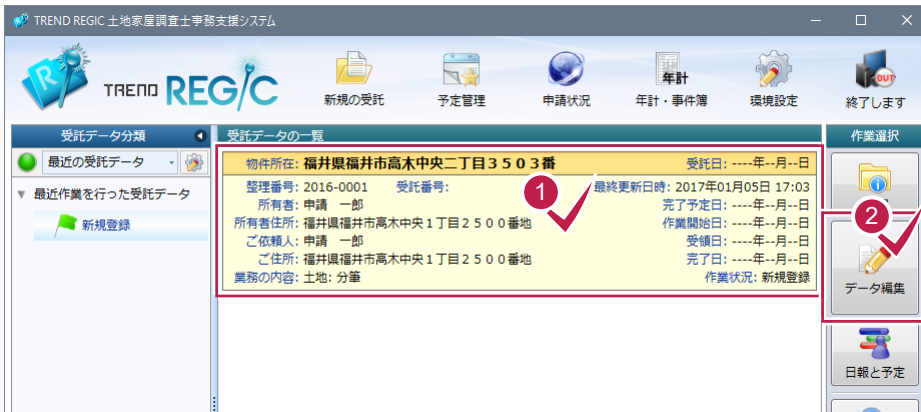 TREND REGIC 土地家屋調査士事務支援システム
TREND REGIC
新規の受託 予定管理 申請状況 年計・事件簿 環境設定 終了します
年計
OUT
受託データ分類 受託データの一覧 作業選択
最近の受託データ
最近作業を行った受託データ
新規登録
物件所在: 福井県福井市高木中央二丁目3503番 受託日: ----年--月--日
整理番号: 2016-0001 受託番号: 最終更新日時: 2017年01月05日 17:03
所有者: 申請 一郎 完了予定日: ----年--月--日
所有者住所: 福井県福井市高木中央1丁目2500番地 作業開始日: ----年--月--日
ご依頼人: 申請 一郎 受領日: ----年--月--日
ご住所: 福井県福井市高木中央1丁目2500番地 完了日: ----年--月--日
業務の内容: 土地: 分筆 作業状況: 新規登録
1
2
データ編集
日報と予定